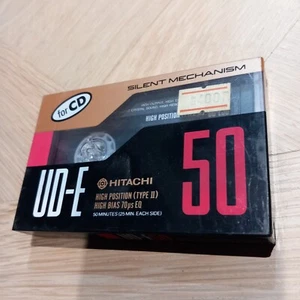 for CD
SILENT MECHANISM
HIGH POSITION
UD-E
HITACHI
50
HIGH POSITION (TYPE II)
HIGH BIAS 70μs EQ
50 MINUTES (25 MIN. EACH SIDE)